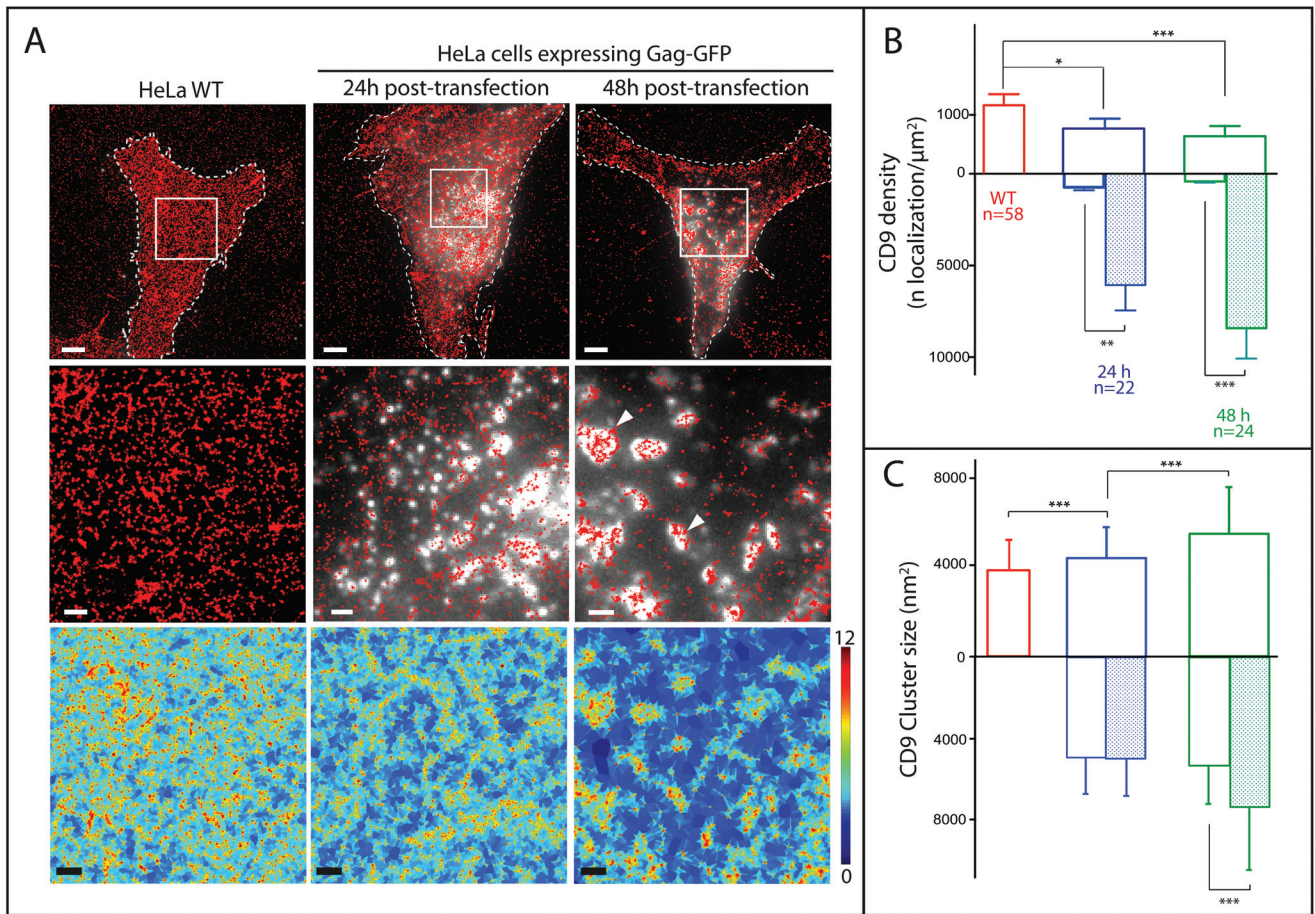 A
HeLa cells expressing Gag-GFP
HeLa WT
24h post-transfection
48h post-transfection
12
0
B
CD9 density
(n localization/µm²)
1000
0
5000
10000
*
***
**
***
WT
n=58
24 h
n=22
48 h
n=24
C
CD9 Cluster size (nm²)
8000
4000
0
4000
8000
***
***
***